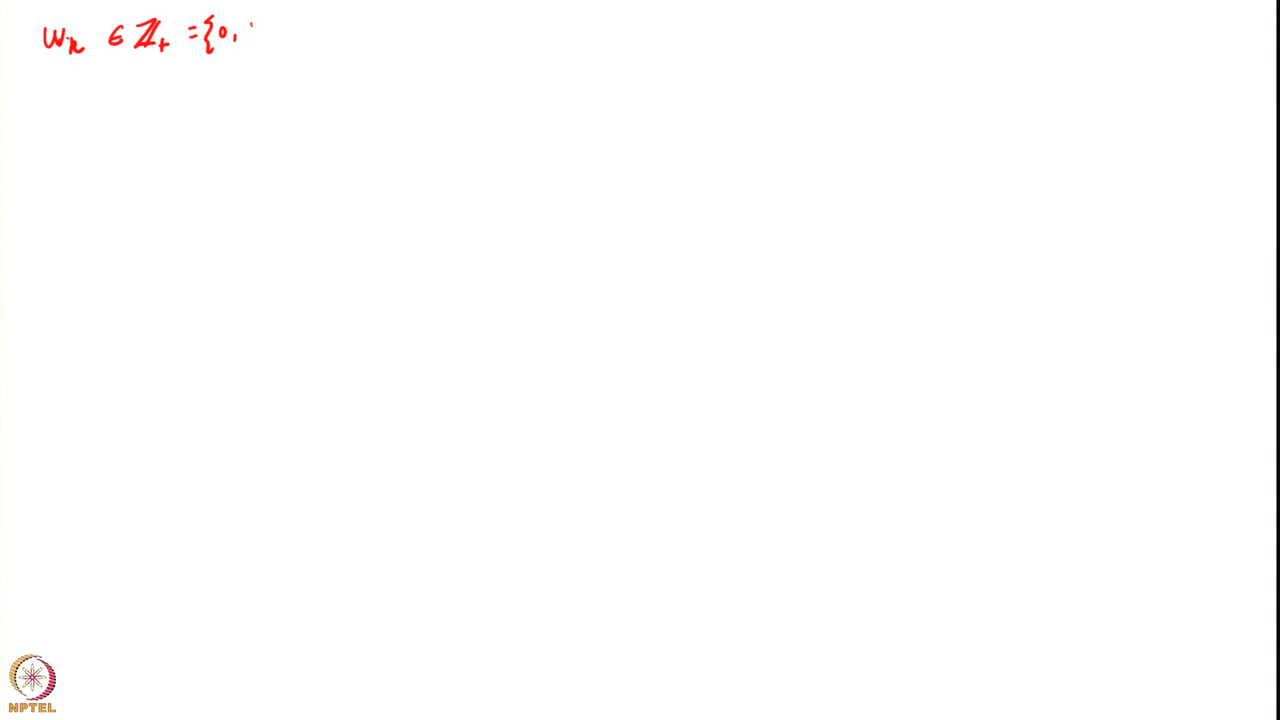 w_k ∈ ℤ_+ = {0,
NPTEL